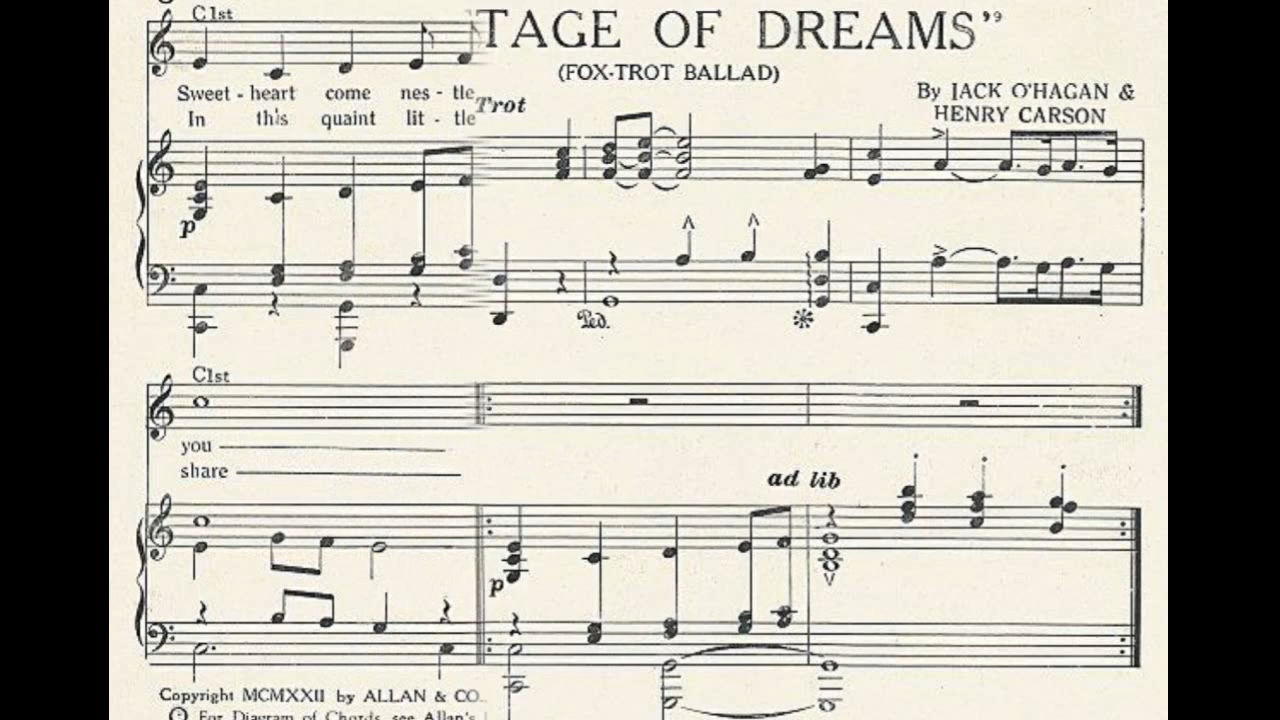 C1st
TAGE OF DREAMS"
(FOX-TROT BALLAD)
Sweet - heart come nes - tle
Trot
By JACK O'HAGAN &
In this quaint lit - tle
HENRY CARSON
p
Ped.
C1st
you
share
ad lib
p
Copyright MCMXXII by ALLAN & CO.
For Diagram of Chords see Allan's